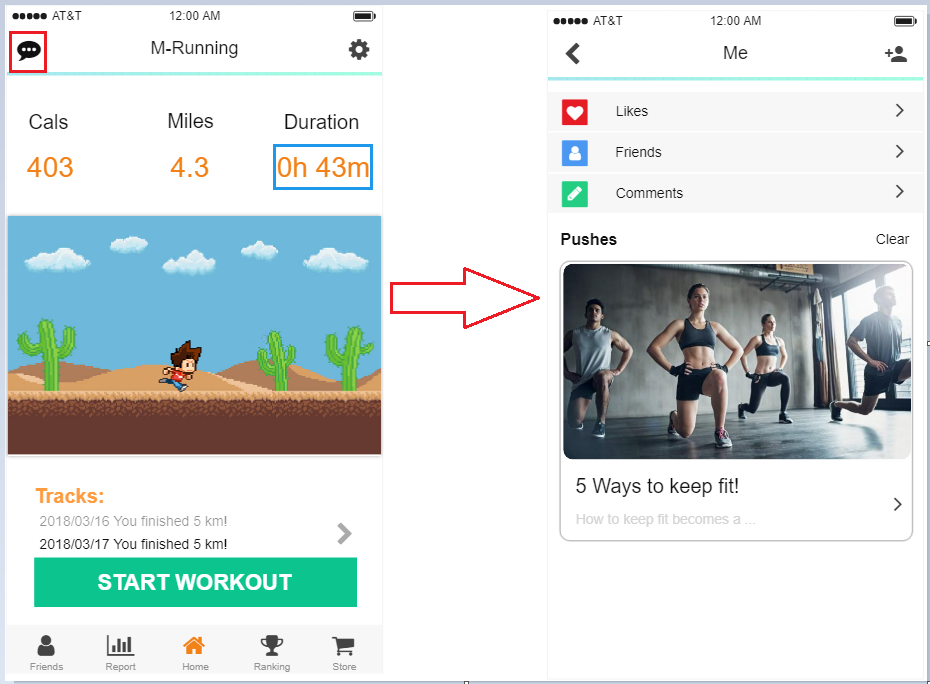 AT&T 12:00 AM
M-Running
Cals Miles Duration
403 4.3 0h 43m
Tracks:
2018/03/16 You finished 5 km!
2018/03/17 You finished 5 km!
START WORKOUT
Friends Report Home Ranking Store
AT&T 12:00 AM
Me
Likes
Friends
Comments
Pushes Clear
5 Ways to keep fit!
How to keep fit becomes a ...